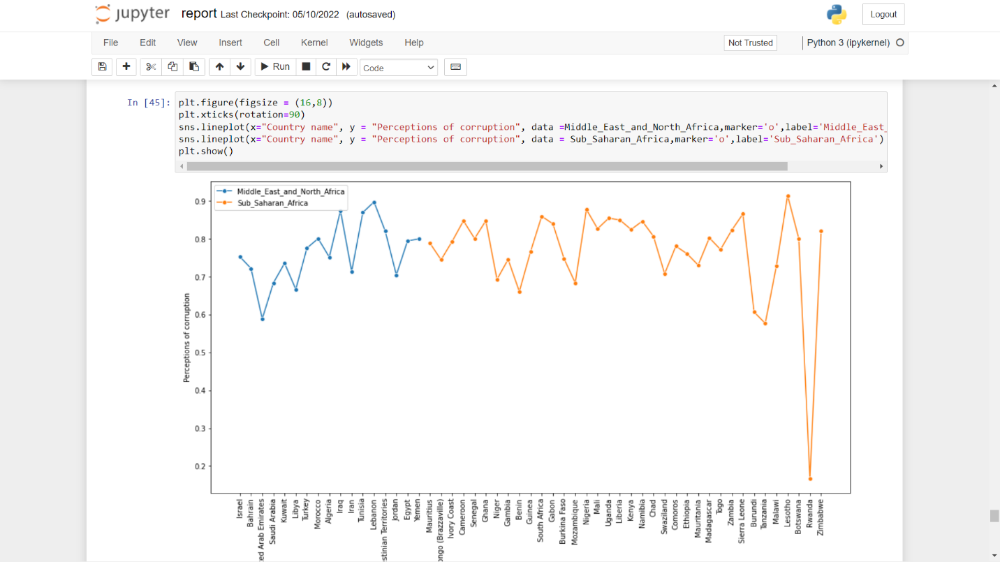 jupyter report Last Checkpoint: 05/10/2022 (autosaved)
Logout
File Edit View Insert Cell Kernel Widgets Help
Not Trusted
Python 3 (ipykernel)
Run
Code
In [45]:
plt.figure(figsize = (16,8))
plt.xticks(rotation=90)
sns.lineplot(x="Country name", y = "Perceptions of corruption", data =Middle_East_and_North_Africa,marker='o',label='Middle_East_
sns.lineplot(x="Country name", y = "Perceptions of corruption", data = Sub_Saharan_Africa,marker='o',label='Sub_Saharan_Africa')
plt.show()
Middle_East_and_North_Africa
Sub_Saharan_Africa
Perceptions of corruption
0.9
0.8
0.7
0.6
0.5
0.4
0.3
0.2
Israel
Bahrain
ted Arab Emirates
Saudi Arabia
Kuwait
Libya
Turkey
Morocco
Algeria
Iraq
Iran
Tunisia
Lebanon
estinian Territories
Jordan
Egypt
Yemen
Mauritius
ongo (Brazzaville)
Ivory Coast
Cameroon
Senegal
Ghana
Niger
Gambia
Benin
Guinea
South Africa
Gabon
Burkina Faso
Mozambique
Nigeria
Mali
Uganda
Liberia
Kenya
Namibia
Chad
Swaziland
Comoros
Ethiopia
Mauritania
Madagascar
Togo
Zambia
Sierra Leone
Burundi
Tanzania
Malawi
Lesotho
Botswana
Rwanda
Zimbabwe